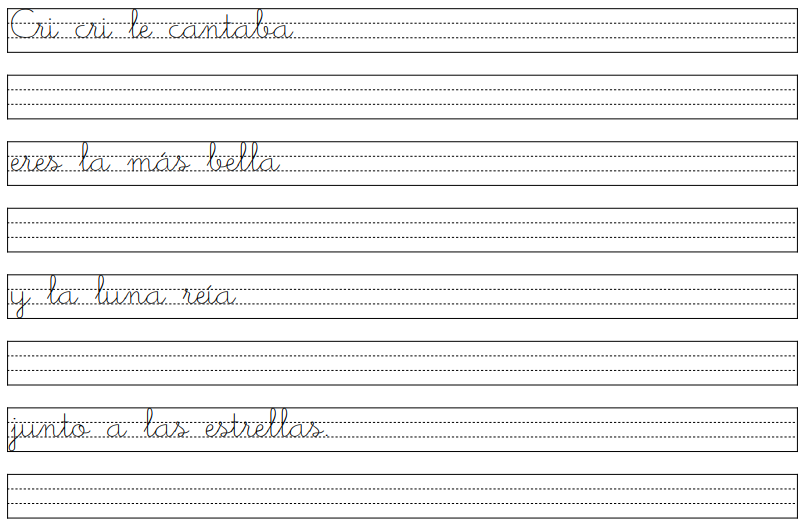 Cri cri le cantaba
eres la más bella
y la luna reía
junto a las estrellas.